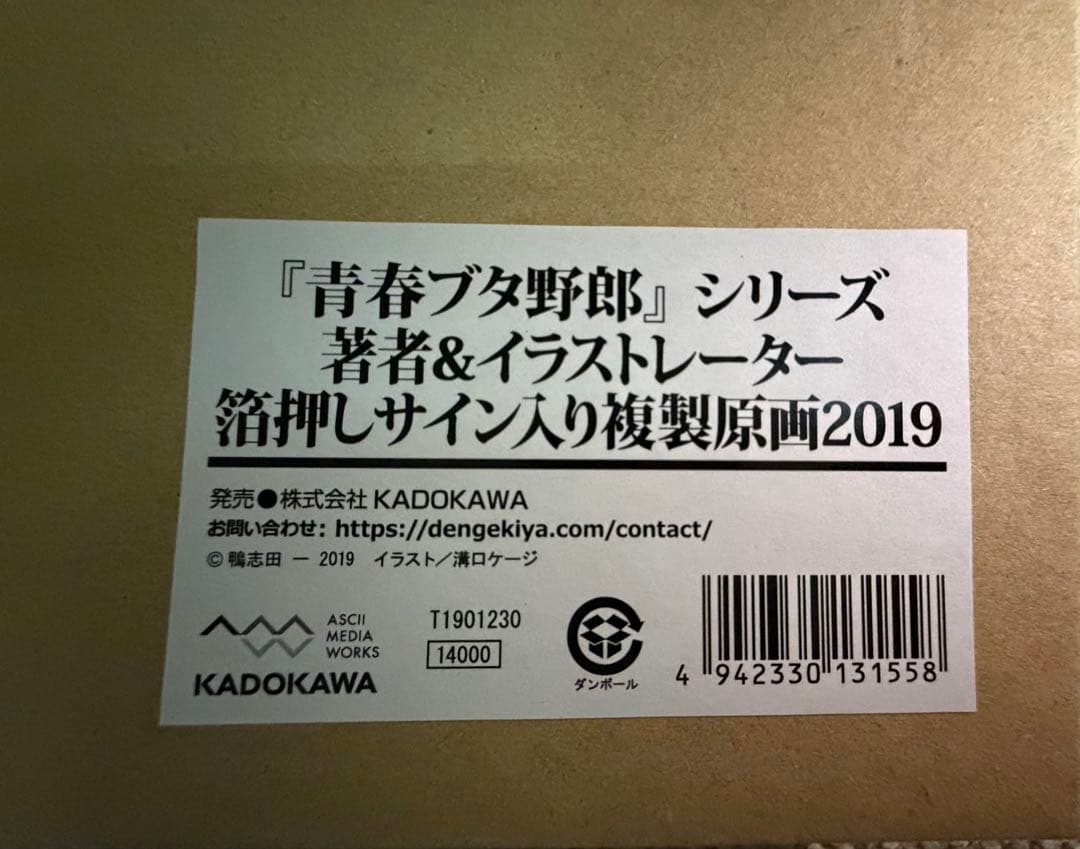 『青春ブタ野郎』シリーズ
著者&イラストレーター
箔押しサイン入り複製原画2019
発売●株式会社 KADOKAWA
お問い合わせ: https://dengekiya.com/contact/
© 鴨志田 一 2019 イラスト／溝口ケージ
ASCII
MEDIA
WORKS
KADOKAWA
T1901230
14000
ダンボール
4 942330 131558